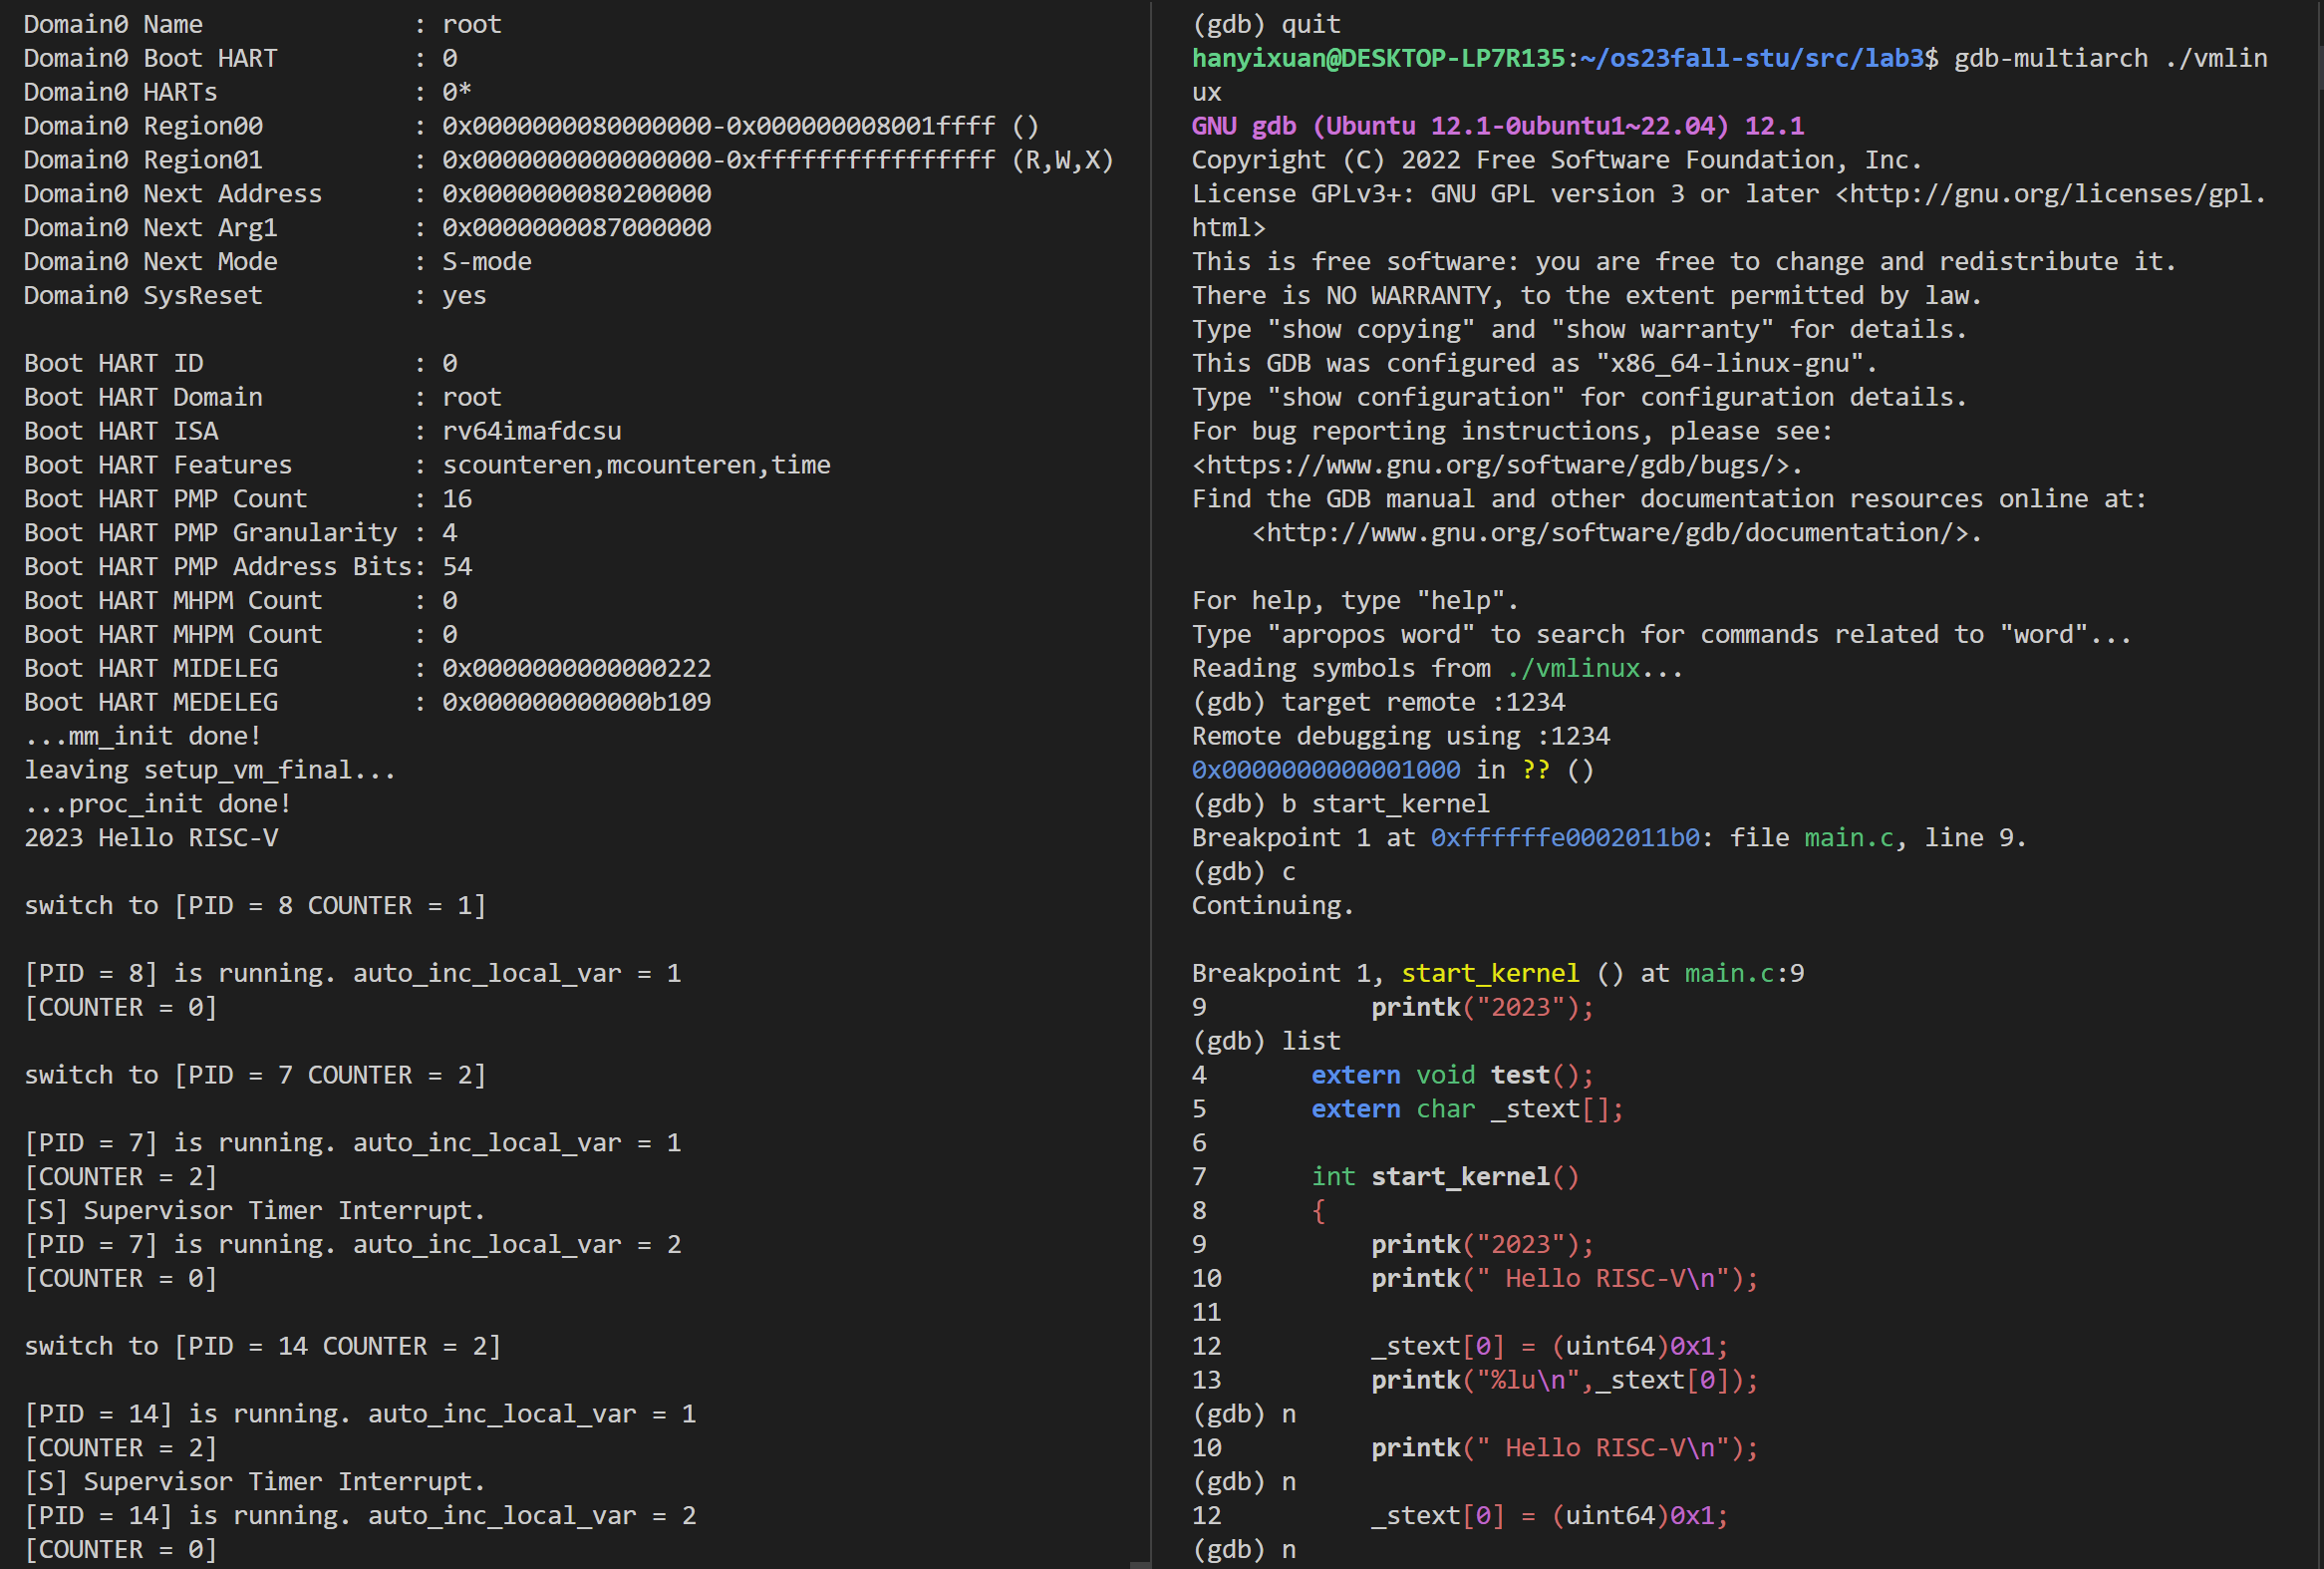 Domain0 Name              : root
Domain0 Boot HART         : 0
Domain0 HARTs             : 0*
Domain0 Region00          : 0x0000000080000000-0x000000008001ffff ()
Domain0 Region01          : 0x0000000000000000-0xffffffffffffffff (R,W,X)
Domain0 Next Address      : 0x0000000080200000
Domain0 Next Arg1         : 0x0000000087000000
Domain0 Next Mode         : S-mode
Domain0 SysReset          : yes

Boot HART ID              : 0
Boot HART Domain          : root
Boot HART ISA             : rv64imafdcsu
Boot HART Features        : scounteren,mcounteren,time
Boot HART PMP Count       : 16
Boot HART PMP Granularity : 4
Boot HART PMP Address Bits: 54
Boot HART MHPM Count      : 0
Boot HART MHPM Count      : 0
Boot HART MIDELEG         : 0x0000000000000222
Boot HART MEDELEG         : 0x000000000000b109
...mm_init done!
leaving setup_vm_final...
...proc_init done!
2023 Hello RISC-V

switch to [PID = 8 COUNTER = 1]

[PID = 8] is running. auto_inc_local_var = 1
[COUNTER = 0]

switch to [PID = 7 COUNTER = 2]

[PID = 7] is running. auto_inc_local_var = 1
[COUNTER = 2]
[S] Supervisor Timer Interrupt.
[PID = 7] is running. auto_inc_local_var = 2
[COUNTER = 0]

switch to [PID = 14 COUNTER = 2]

[PID = 14] is running. auto_inc_local_var = 1
[COUNTER = 2]
[S] Supervisor Timer Interrupt.
[PID = 14] is running. auto_inc_local_var = 2
[COUNTER = 0]

(gdb) quit
hanyixuan@DESKTOP-LP7R135:~/os23fall-stu/src/lab3$ gdb-multiarch ./vmlin
ux
GNU gdb (Ubuntu 12.1-0ubuntu1~22.04) 12.1
Copyright (C) 2022 Free Software Foundation, Inc.
License GPLv3+: GNU GPL version 3 or later <http://gnu.org/licenses/gpl.
html>
This is free software: you are free to change and redistribute it.
There is NO WARRANTY, to the extent permitted by law.
Type "show copying" and "show warranty" for details.
This GDB was configured as "x86_64-linux-gnu".
Type "show configuration" for configuration details.
For bug reporting instructions, please see:
<https://www.gnu.org/software/gdb/bugs/>.
Find the GDB manual and other documentation resources online at:
    <http://www.gnu.org/software/gdb/documentation/>.

For help, type "help".
Type "apropos word" to search for commands related to "word"...
Reading symbols from ./vmlinux...
(gdb) target remote :1234
Remote debugging using :1234
0x0000000000001000 in ?? ()
(gdb) b start_kernel
Breakpoint 1 at 0xffffffe0002011b0: file main.c, line 9.
(gdb) c
Continuing.

Breakpoint 1, start_kernel () at main.c:9
9           printk("2023");
(gdb) list
4       extern void test();
5       extern char _stext[];
6
7       int start_kernel()
8       {
9           printk("2023");
10          printk(" Hello RISC-V\n");
11
12          _stext[0] = (uint64)0x1;
13          printk("%lu\n",_stext[0]);
(gdb) n
10          printk(" Hello RISC-V\n");
(gdb) n
12          _stext[0] = (uint64)0x1;
(gdb) n